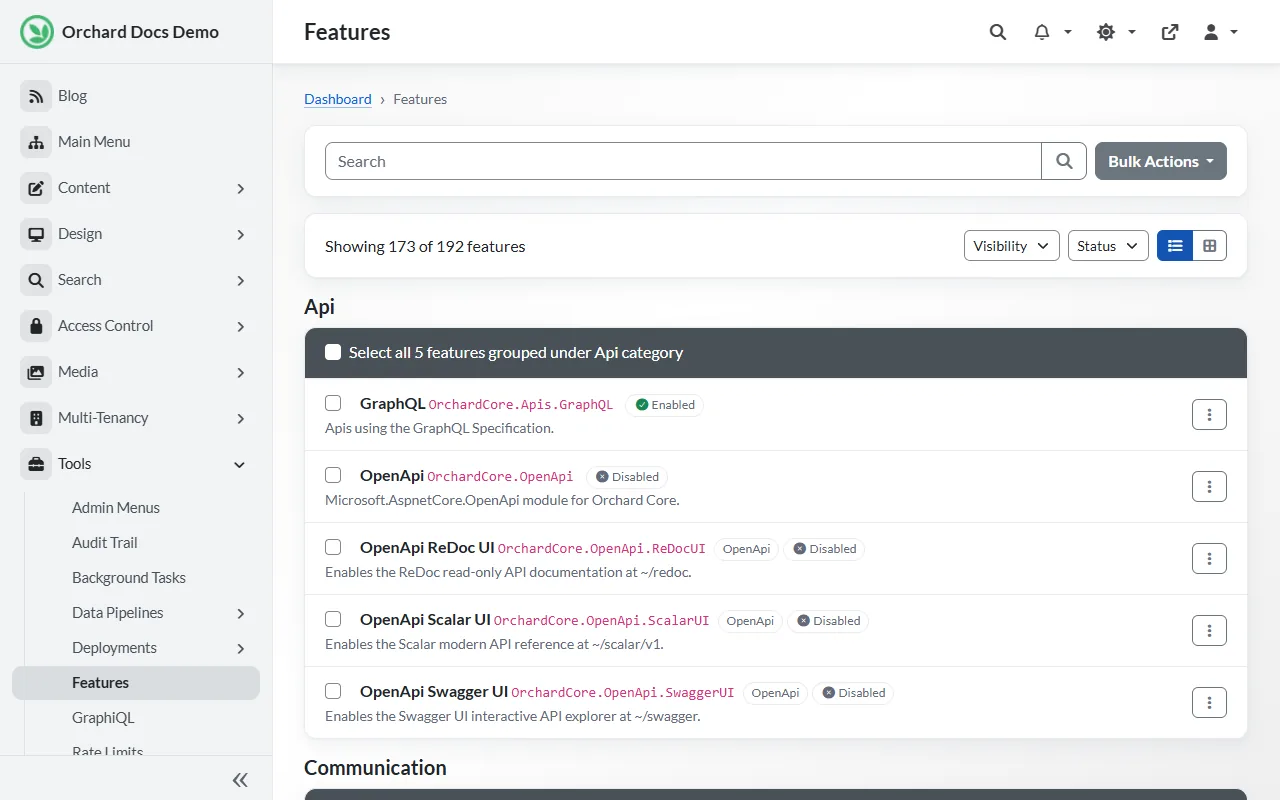 Orchard Docs Demo
Features
Blog
Main Menu
Content
Design
Search
Access Control
Media
Multi-Tenancy
Tools
Admin Menus
Audit Trail
Background Tasks
Data Pipelines
Deployments
Features
GraphiQL
Rate Limits
Dashboard › Features
Search
Bulk Actions
Showing 173 of 192 features
Visibility
Status
Api
Select all 5 features grouped under Api category
GraphQL OrchardCore.Apis.GraphQL Enabled
Apis using the GraphQL Specification.
OpenApi OrchardCore.OpenApi Disabled
Microsoft.AspnetCore.OpenApi module for Orchard Core.
OpenApi ReDoc UI OrchardCore.OpenApi.ReDocUI OpenApi Disabled
Enables the ReDoc read-only API documentation at ~/redoc.
OpenApi Scalar UI OrchardCore.OpenApi.ScalarUI OpenApi Disabled
Enables the Scalar modern API reference at ~/scalar/v1.
OpenApi Swagger UI OrchardCore.OpenApi.SwaggerUI OpenApi Disabled
Enables the Swagger UI interactive API explorer at ~/swagger.
Communication